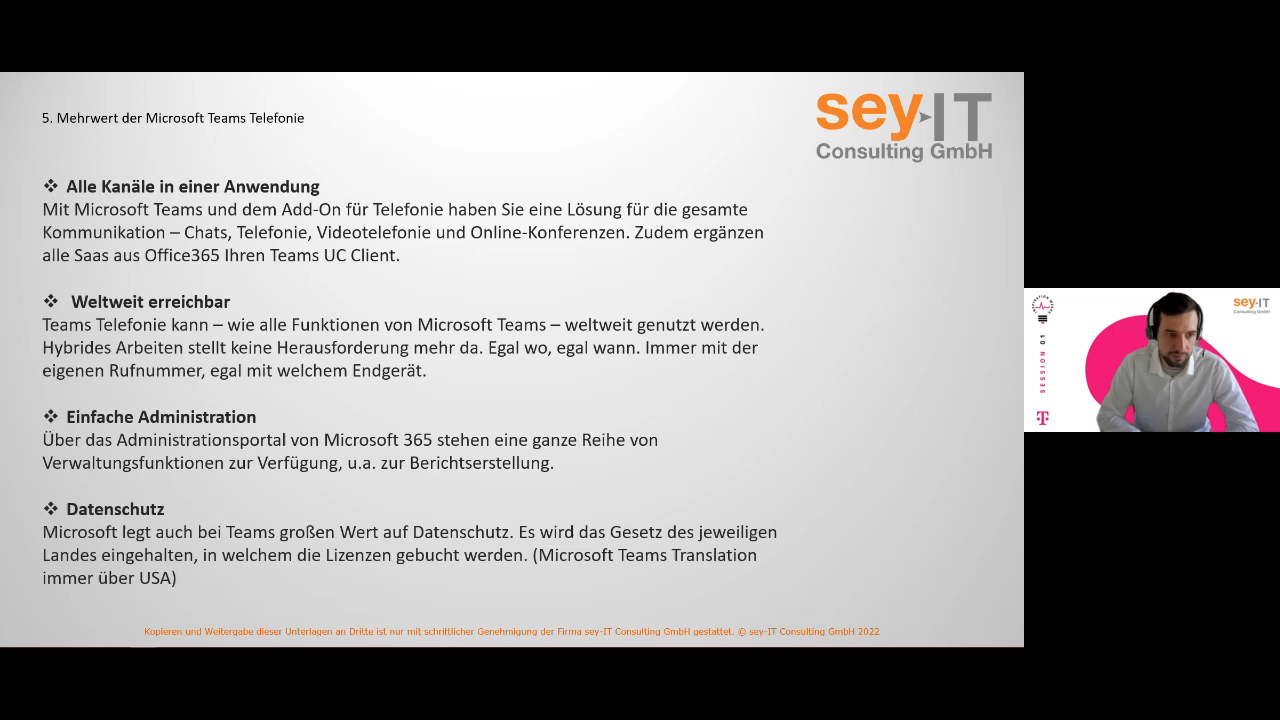 5. Mehrwert der Microsoft Teams Telefonie
sey IT
Consulting GmbH
❖ Alle Kanäle in einer Anwendung
Mit Microsoft Teams und dem Add-On für Telefonie haben Sie eine Lösung für die gesamte
Kommunikation – Chats, Telefonie, Videotelefonie und Online-Konferenzen. Zudem ergänzen
alle Saas aus Office365 Ihren Teams UC Client.
❖ Weltweit erreichbar
Teams Telefonie kann – wie alle Funktionen von Microsoft Teams – weltweit genutzt werden.
Hybrides Arbeiten stellt keine Herausforderung mehr da. Egal wo, egal wann. Immer mit der
eigenen Rufnummer, egal mit welchem Endgerät.
❖ Einfache Administration
Über das Administrationsportal von Microsoft 365 stehen eine ganze Reihe von
Verwaltungsfunktionen zur Verfügung, u.a. zur Berichtserstellung.
❖ Datenschutz
Microsoft legt auch bei Teams großen Wert auf Datenschutz. Es wird das Gesetz des jeweiligen
Landes eingehalten, in welchem die Lizenzen gebucht werden. (Microsoft Teams Translation
immer über USA)
Kopieren und Weitergabe dieser Unterlagen an Dritte ist nur mit schriftlicher Genehmigung der Firma sey-IT Consulting GmbH gestattet. © sey-IT Consulting GmbH 2022
SESSION 01
T
sey IT
Consulting GmbH